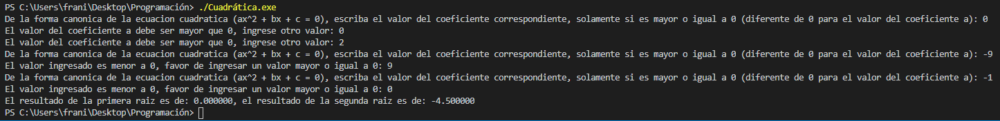 PS C:\Users\frani\Desktop\Programación> ./Cuadrática.exe
De la forma canonica de la ecuacion cuadratica (ax^2 + bx + c = 0), escriba el valor del coeficiente correspondiente, solamente si es mayor o igual a 0 (diferente de 0 para el valor del coeficiente a): 0
El valor del coeficiente a debe ser mayor que 0, ingrese otro valor: 0
El valor del coeficiente a debe ser mayor que 0, ingrese otro valor: 2
De la forma canonica de la ecuacion cuadratica (ax^2 + bx + c = 0), escriba el valor del coeficiente correspondiente, solamente si es mayor o igual a 0 (diferente de 0 para el valor del coeficiente a): -9
El valor ingresado es menor a 0, favor de ingresar un valor mayor o igual a 0: 9
De la forma canonica de la ecuacion cuadratica (ax^2 + bx + c = 0), escriba el valor del coeficiente correspondiente, solamente si es mayor o igual a 0 (diferente de 0 para el valor del coeficiente a): -1
El valor ingresado es menor a 0, favor de ingresar un valor mayor o igual a 0: 0
El resultado de la primera raiz es de: 0.000000, el resultado de la segunda raiz es de: -4.500000
PS C:\Users\frani\Desktop\Programación>